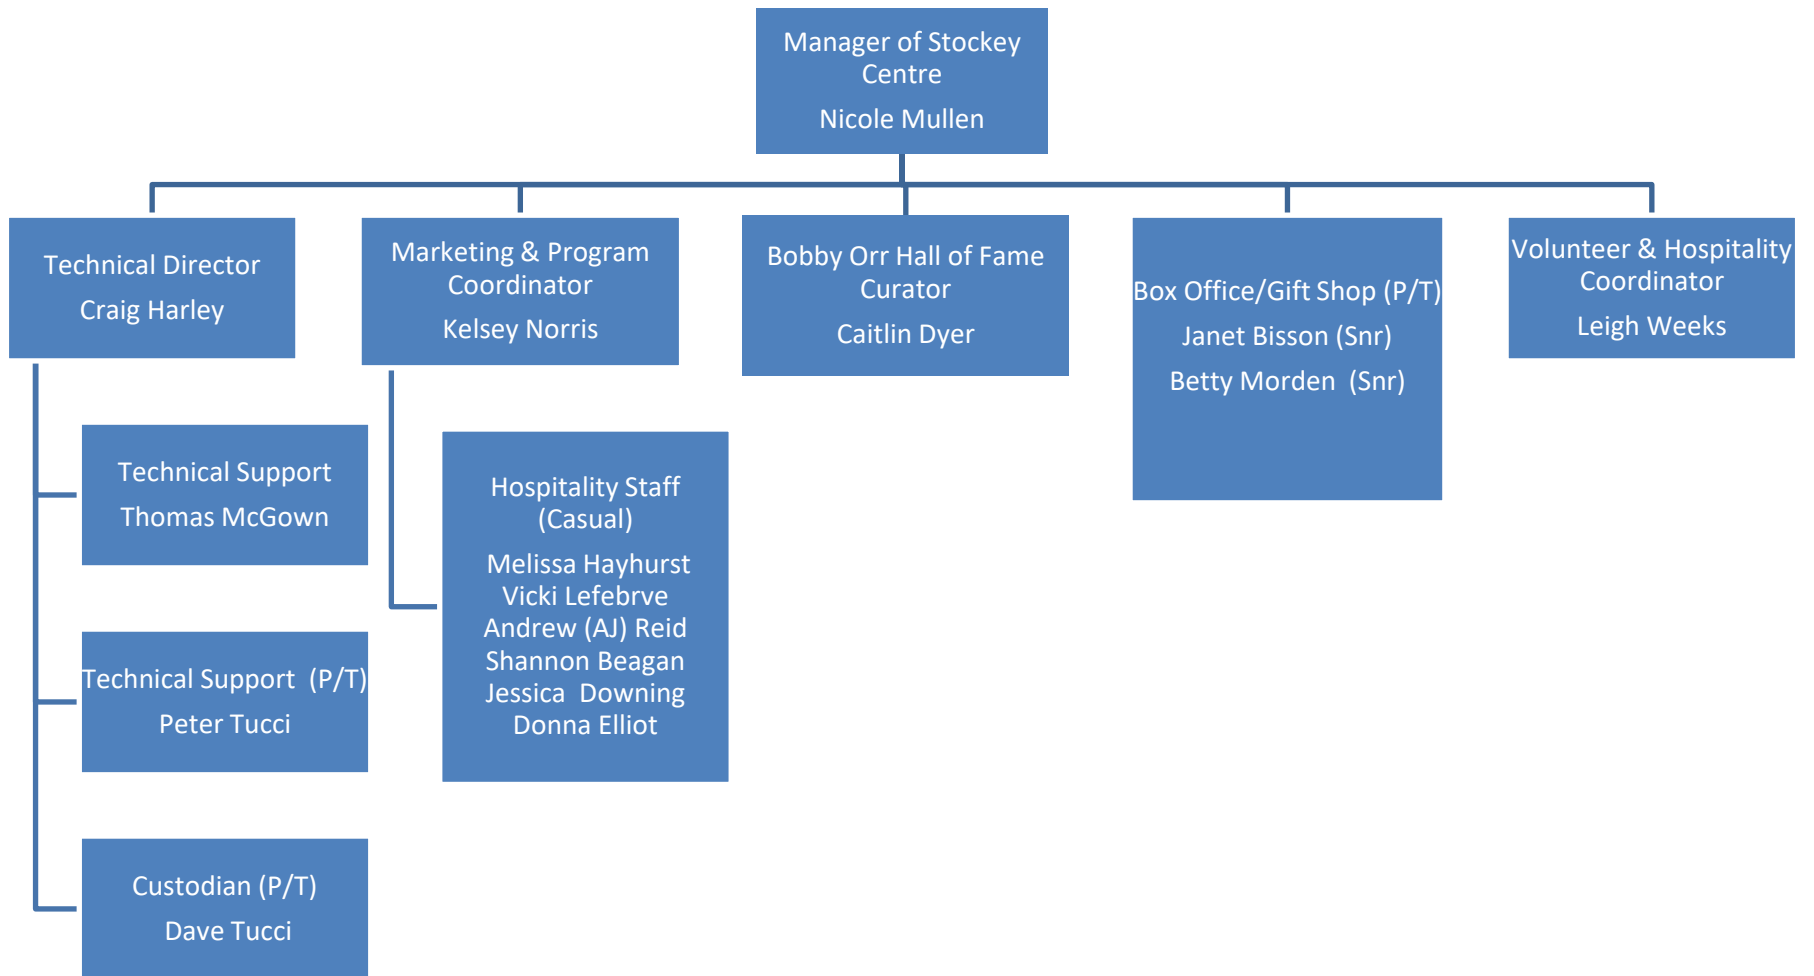 Manager of Stockey
Centre
Nicole Mullen
Technical Director
Craig Harley
Marketing & Program
Coordinator
Kelsey Norris
Bobby Orr Hall of Fame
Curator
Caitlin Dyer
Box Office/Gift Shop (P/T)
Janet Bisson (Snr)
Betty Morden (Snr)
Volunteer & Hospitality
Coordinator
Leigh Weeks
Technical Support
Thomas McGown
Technical Support (P/T)
Peter Tucci
Custodian (P/T)
Dave Tucci
Hospitality Staff
(Casual)
Melissa Hayhurst
Vicki Lefebrve
Andrew (AJ) Reid
Shannon Beagan
Jessica Downing
Donna Elliot